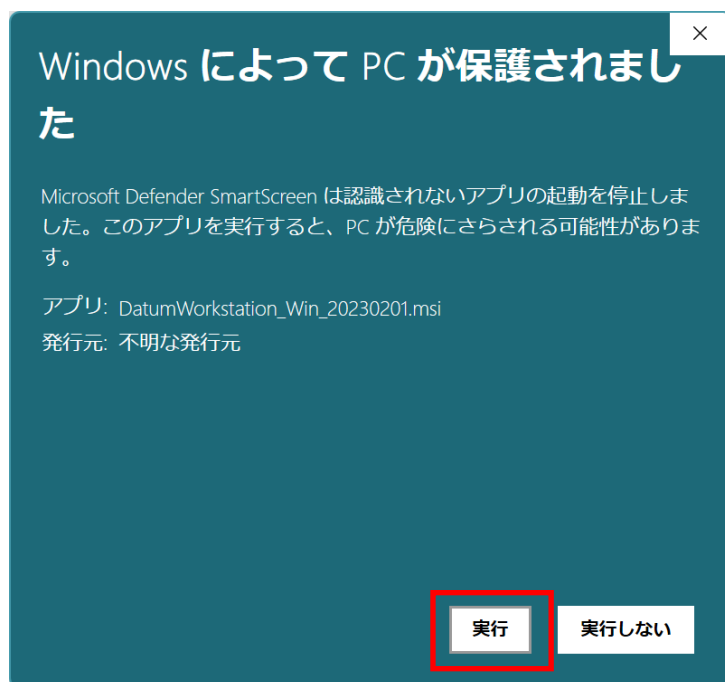 Windows によって PC が保護されまし
た
Microsoft Defender SmartScreen は認識されないアプリの起動を停止しま
した。このアプリを実行すると、PC が危険にさらされる可能性がありま
す。
アプリ: DatumWorkstation_Win_20230201.msi
発行元: 不明な発行元
実行 実行しない